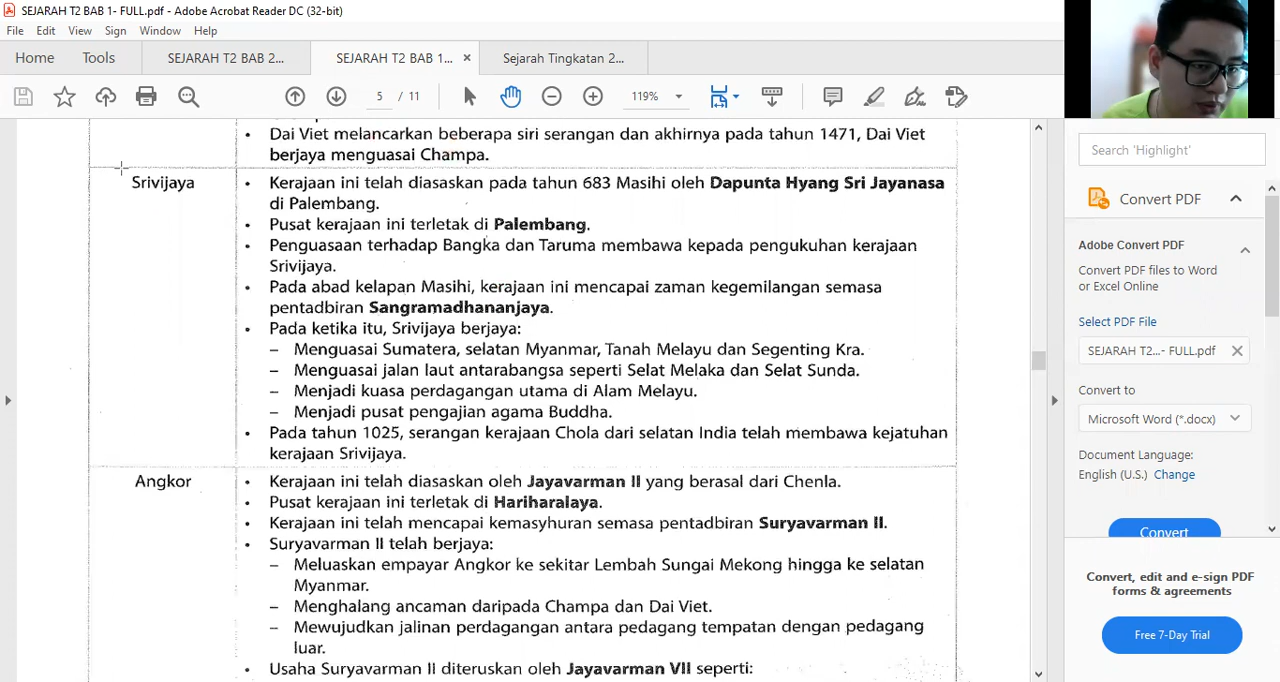 SEJARAH T2 BAB 1- FULL.pdf - Adobe Acrobat Reader DC (32-bit)
File Edit View Sign Window Help
Home Tools SEJARAH T2 BAB 2... SEJARAH T2 BAB 1... × Sejarah Tingkatan 2...
5 / 11 119%
Dai Viet melancarkan beberapa siri serangan dan akhirnya pada tahun 1471, Dai Viet
berjaya menguasai Champa.
Srivijaya
• Kerajaan ini telah diasaskan pada tahun 683 Masihi oleh Dapunta Hyang Sri Jayanasa
di Palembang.
• Pusat kerajaan ini terletak di Palembang.
• Penguasaan terhadap Bangka dan Taruma membawa kepada pengukuhan kerajaan
Srivijaya.
• Pada abad kelapan Masihi, kerajaan ini mencapai zaman kegemilangan semasa
pentadbiran Sangramadhananjaya.
• Pada ketika itu, Srivijaya berjaya:
– Menguasai Sumatera, selatan Myanmar, Tanah Melayu dan Segenting Kra.
– Menguasai jalan laut antarabangsa seperti Selat Melaka dan Selat Sunda.
– Menjadi kuasa perdagangan utama di Alam Melayu.
– Menjadi pusat pengajian agama Buddha.
• Pada tahun 1025, serangan kerajaan Chola dari selatan India telah membawa kejatuhan
kerajaan Srivijaya.
Angkor
• Kerajaan ini telah diasaskan oleh Jayavarman II yang berasal dari Chenla.
• Pusat kerajaan ini terletak di Hariharalaya.
• Kerajaan ini telah mencapai kemasyhuran semasa pentadbiran Suryavarman II.
• Suryavarman II telah berjaya:
– Meluaskan empayar Angkor ke sekitar Lembah Sungai Mekong hingga ke selatan
Myanmar.
– Menghalang ancaman daripada Champa dan Dai Viet.
– Mewujudkan jalinan perdagangan antara pedagang tempatan dengan pedagang
luar.
• Usaha Suryavarman II diteruskan oleh Jayavarman VII seperti:
Search 'Highlight'
Convert PDF
Adobe Convert PDF
Convert PDF files to Word
or Excel Online
Select PDF File
SEJARAH T2...- FULL.pdf
Convert to
Microsoft Word (*.docx)
Document Language:
English (U.S.) Change
Convert
Convert, edit and e-sign PDF
forms & agreements
Free 7-Day Trial